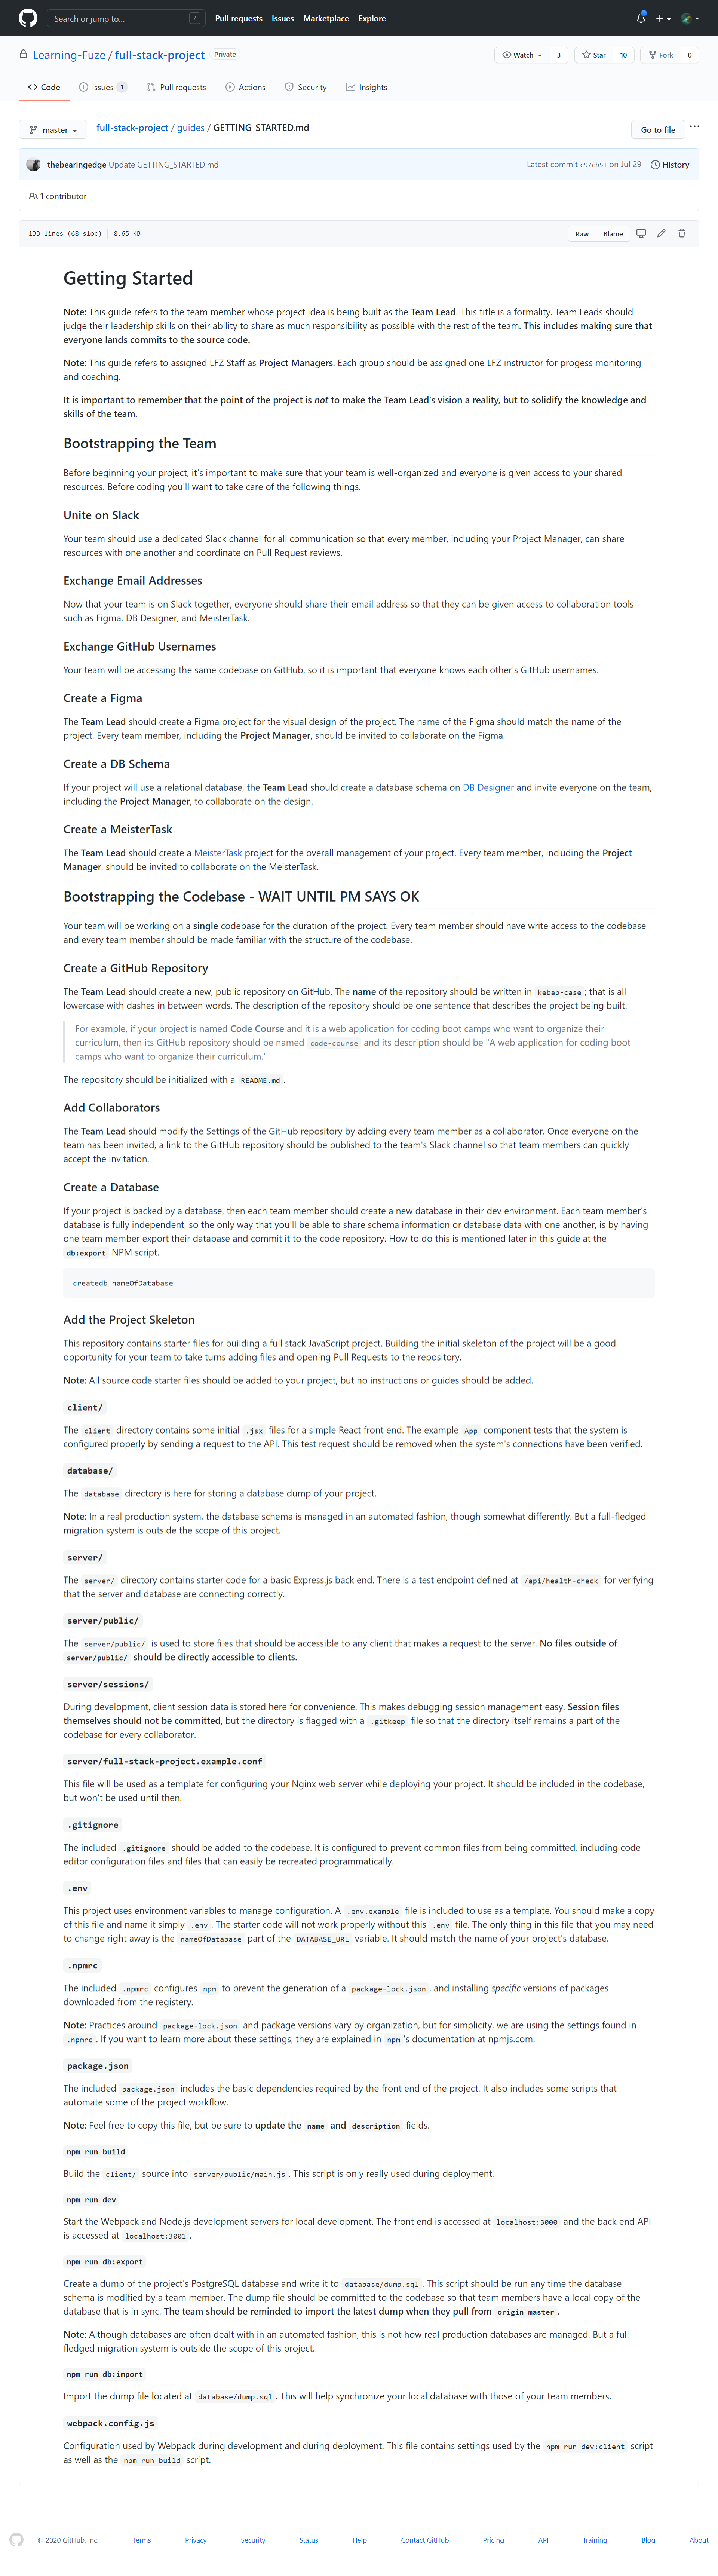 Search or jump to...
/
Pull requests Issues Marketplace Explore
Learning-Fuze / full-stack-project Private
Watch 3 Star 10 Fork 0
Code Issues 1 Pull requests Actions Security Insights
master full-stack-project / guides / GETTING_STARTED.md Go to file ...
thebearingedge Update GETTING_STARTED.md Latest commit c97cb51 on Jul 29 History
1 contributor
133 lines (68 sloc) 8.65 KB Raw Blame
Getting Started
Note: This guide refers to the team member whose project idea is being built as the Team Lead. This title is a formality. Team Leads should
judge their leadership skills on their ability to share as much responsibility as possible with the rest of the team. This includes making sure that
everyone lands commits to the source code.
Note: This guide refers to assigned LFZ Staff as Project Managers. Each group should be assigned one LFZ instructor for progess monitoring
and coaching.
It is important to remember that the point of the project is not to make the Team Lead's vision a reality, but to solidify the knowledge and
skills of the team.
Bootstrapping the Team
Before beginning your project, it's important to make sure that your team is well-organized and everyone is given access to your shared
resources. Before coding you'll want to take care of the following things.
Unite on Slack
Your team should use a dedicated Slack channel for all communication so that every member, including your Project Manager, can share
resources with one another and coordinate on Pull Request reviews.
Exchange Email Addresses
Now that your team is on Slack together, everyone should share their email address so that they can be given access to collaboration tools
such as Figma, DB Designer, and MeisterTask.
Exchange GitHub Usernames
Your team will be accessing the same codebase on GitHub, so it is important that everyone knows each other's GitHub usernames.
Create a Figma
The Team Lead should create a Figma project for the visual design of the project. The name of the Figma should match the name of the
project. Every team member, including the Project Manager, should be invited to collaborate on the Figma.
Create a DB Schema
If your project will use a relational database, the Team Lead should create a database schema on DB Designer and invite everyone on the team,
including the Project Manager, to collaborate on the design.
Create a MeisterTask
The Team Lead should create a MeisterTask project for the overall management of your project. Every team member, including the Project
Manager, should be invited to collaborate on the MeisterTask.
Bootstrapping the Codebase - WAIT UNTIL PM SAYS OK
Your team will be working on a single codebase for the duration of the project. Every team member should have write access to the codebase
and every team member should be made familiar with the structure of the codebase.
Create a GitHub Repository
The Team Lead should create a new, public repository on GitHub. The name of the repository should be written in kebab-case; that is all
lowercase with dashes in between words. The description of the repository should be one sentence that describes the project being built.
For example, if your project is named Code Course and it is a web application for coding boot camps who want to organize their
curriculum, then its GitHub repository should be named code-course and its description should be "A web application for coding boot
camps who want to organize their curriculum."
The repository should be initialized with a README.md.
Add Collaborators
The Team Lead should modify the Settings of the GitHub repository by adding every team member as a collaborator. Once everyone on the
team has been invited, a link to the GitHub repository should be published to the team's Slack channel so that team members can quickly
accept the invitation.
Create a Database
If your project is backed by a database, then each team member should create a new database in their dev environment. Each team member's
database is fully independent, so the only way that you'll be able to share schema information or database data with one another, is by having
one team member export their database and commit it to the code repository. How to do this is mentioned later in this guide at the
db:export NPM script.
createdb nameOfDatabase
Add the Project Skeleton
This repository contains starter files for building a full stack JavaScript project. Building the initial skeleton of the project will be a good
opportunity for your team to take turns adding files and opening Pull Requests to the repository.
Note: All source code starter files should be added to your project, but no instructions or guides should be added.
client/
The client directory contains some initial .jsx files for a simple React front end. The example App component tests that the system is
configured properly by sending a request to the API. This test request should be removed when the system's connections have been verified.
database/
The database directory is here for storing a database dump of your project.
Note: In a real production system, the database schema is managed in an automated fashion, though somewhat differently. But a full-fledged
migration system is outside the scope of this project.
server/
The server/ directory contains starter code for a basic Express.js back end. There is a test endpoint defined at /api/health-check for verifying
that the server and database are connecting correctly.
server/public/
The server/public/ is used to store files that should be accessible to any client that makes a request to the server. No files outside of
server/public/ should be directly accessible to clients.
server/sessions/
During development, client session data is stored here for convenience. This makes debugging session management easy. Session files
themselves should not be committed, but the directory is flagged with a .gitkeep file so that the directory itself remains a part of the
codebase for every collaborator.
server/full-stack-project.example.conf
This file will be used as a template for configuring your Nginx web server while deploying your project. It should be included in the codebase,
but won't be used until then.
.gitignore
The included .gitignore should be added to the codebase. It is configured to prevent common files from being committed, including code
editor configuration files and files that can easily be recreated programmatically.
.env
This project uses environment variables to manage configuration. A .env.example file is included to use as a template. You should make a copy
of this file and name it simply .env. The starter code will not work properly without this .env file. The only thing in this file that you may need
to change right away is the nameOfDatabase part of the DATABASE_URL variable. It should match the name of your project's database.
.npmrc
The included .npmrc configures npm to prevent the generation of a package-lock.json, and installing specific versions of packages
downloaded from the registery.
Note: Practices around package-lock.json and package versions vary by organization, but for simplicity, we are using the settings found in
.npmrc. If you want to learn more about these settings, they are explained in npm's documentation at npmjs.com.
package.json
The included package.json includes the basic dependencies required by the front end of the project. It also includes some scripts that
automate some of the project workflow.
Note: Feel free to copy this file, but be sure to update the name and description fields.
npm run build
Build the client/ source into server/public/main.js. This script is only really used during deployment.
npm run dev
Start the Webpack and Node.js development servers for local development. The front end is accessed at localhost:3000 and the back end API
is accessed at localhost:3001.
npm run db:export
Create a dump of the project's PostgreSQL database and write it to database/dump.sql. This script should be run any time the database
schema is modified by a team member. The dump file should be committed to the codebase so that team members have a local copy of the
database that is in sync. The team should be reminded to import the latest dump when they pull from origin master.
Note: Although databases are often dealt with in an automated fashion, this is not how real production databases are managed. But a full-
fledged migration system is outside the scope of this project.
npm run db:import
Import the dump file located at database/dump.sql. This will help synchronize your local database with those of your team members.
webpack.config.js
Configuration used by Webpack during development and during deployment. This file contains settings used by the npm run dev:client script
as well as the npm run build script.
© 2020 GitHub, Inc. Terms Privacy Security Status Help Contact GitHub Pricing API Training Blog About